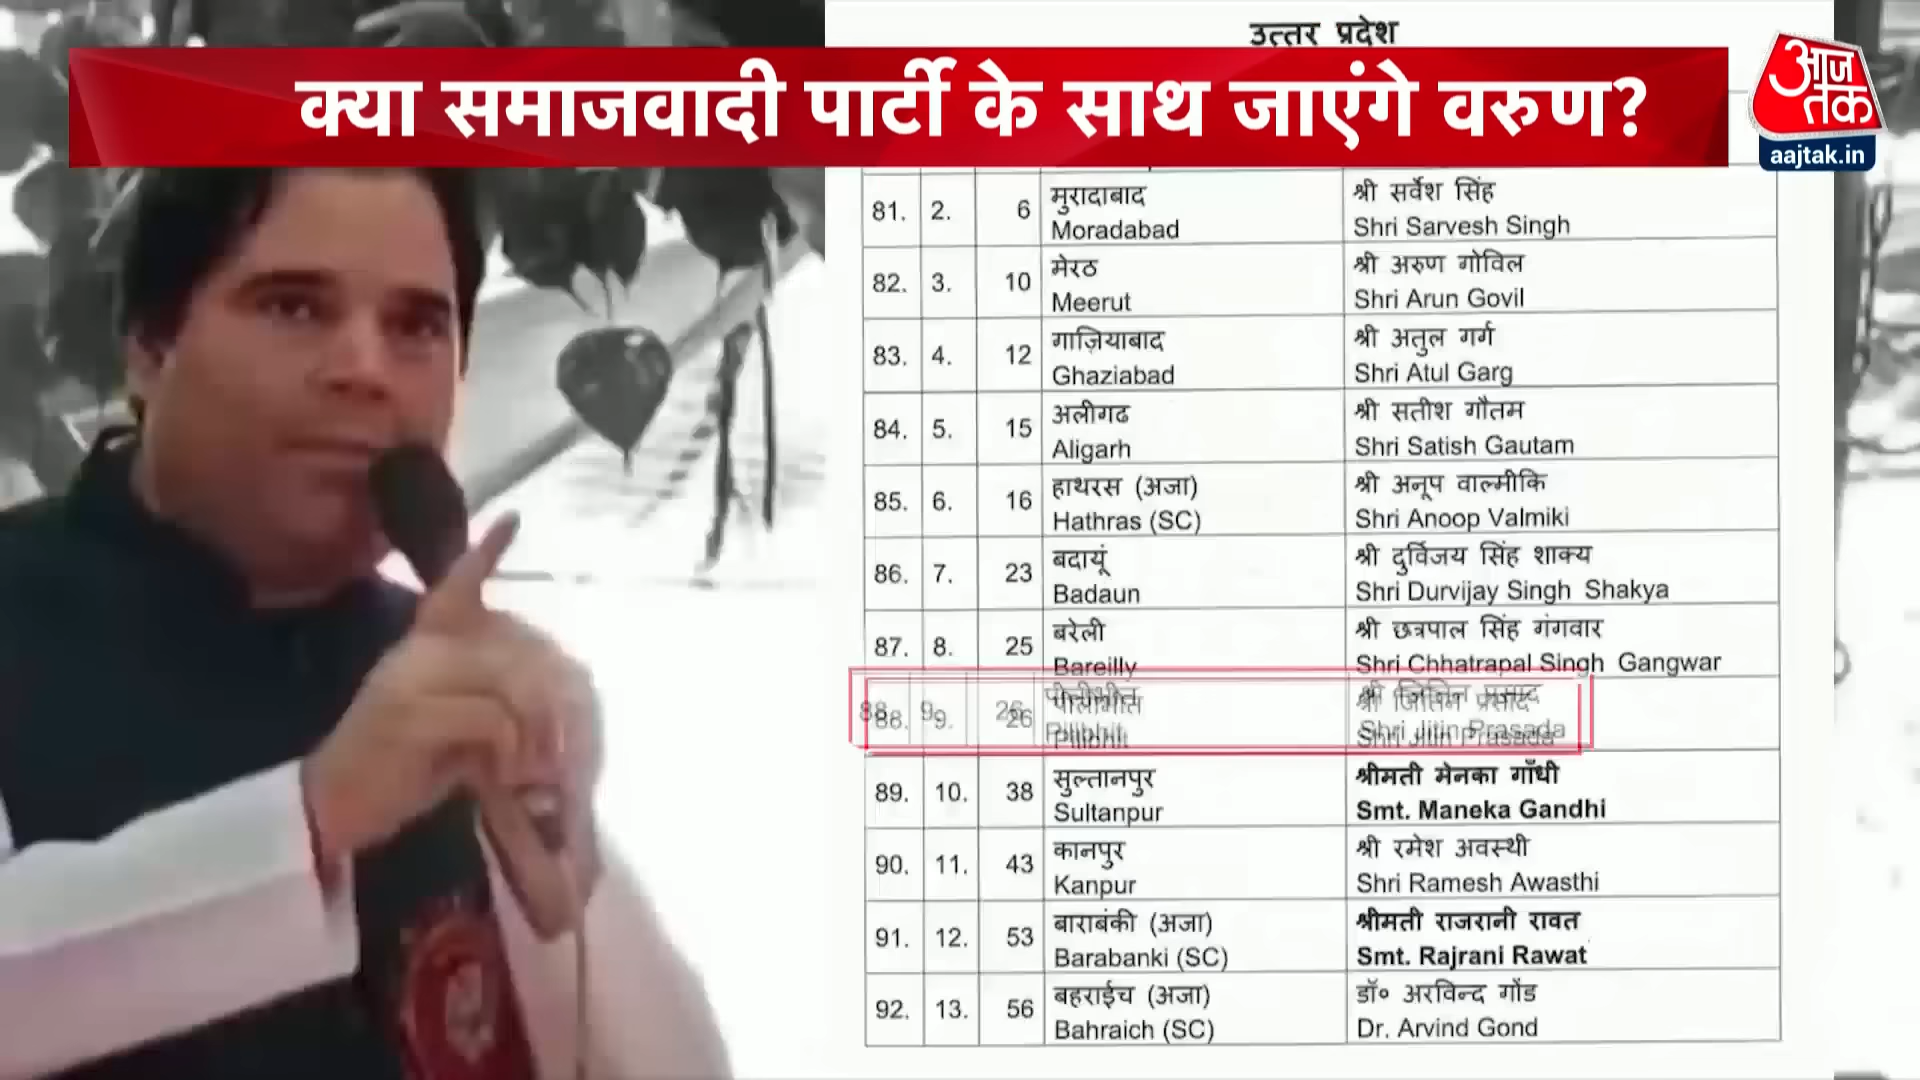 उत्तर प्रदेश
क्या समाजवादी पार्टी के साथ जाएंगे वरुण?
आज तक
aajtak.in
81. 2. 6 मुरादाबाद श्री सर्वेश सिंह
Moradabad Shri Sarvesh Singh
82. 3. 10 मेरठ श्री अरुण गोविल
Meerut Shri Arun Govil
83. 4. 12 गाज़ियाबाद श्री अतुल गर्ग
Ghaziabad Shri Atul Garg
84. 5. 15 अलीगढ श्री सतीश गौतम
Aligarh Shri Satish Gautam
85. 6. 16 हाथरस (अजा) श्री अनूप वाल्मीकि
Hathras (SC) Shri Anoop Valmiki
86. 7. 23 बदायूं श्री दुर्विजय सिंह शाक्य
Badaun Shri Durvijay Singh Shakya
87. 8. 25 बरेली श्री छत्रपाल सिंह गंगवार
Bareilly Shri Chhatrapal Singh Gangwar
88. 9. 26 पीलीभीत श्री जितिन प्रसाद
Pilibhit Shri Jitin Prasada
89. 10. 38 सुल्तानपुर श्रीमती मेनका गाँधी
Sultanpur Smt. Maneka Gandhi
90. 11. 43 कानपुर श्री रमेश अवस्थी
Kanpur Shri Ramesh Awasthi
91. 12. 53 बाराबंकी (अजा) श्रीमती राजरानी रावत
Barabanki (SC) Smt. Rajrani Rawat
92. 13. 56 बहराईच (अजा) डॉ० अरविन्द गोंड
Bahraich (SC) Dr. Arvind Gond